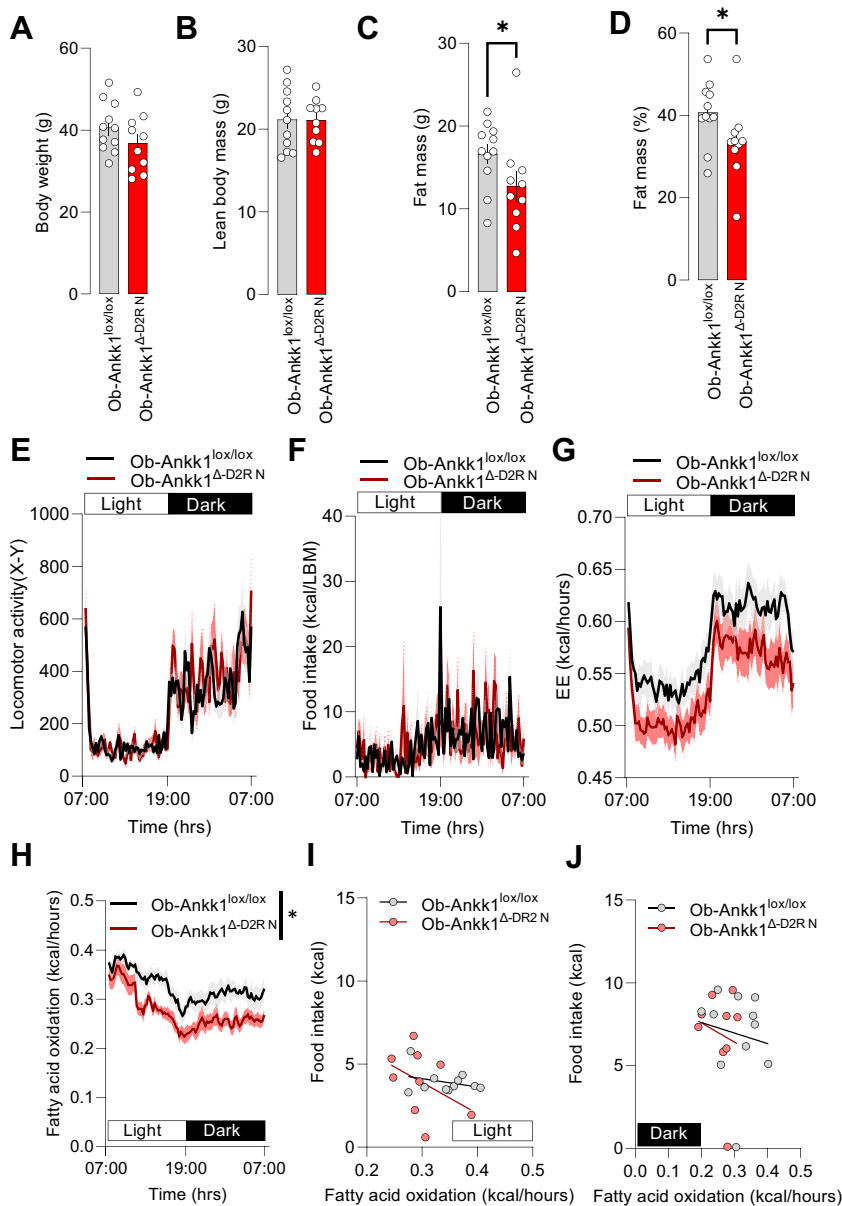 A
Body weight (g)
60
40
20
0
Ob-Ankk1lox/lox
Ob-Ankk1Δ-D2R N
B
Lean body mass (g)
30
20
10
0
Ob-Ankk1lox/lox
Ob-Ankk1Δ-D2R N
C
*
Fat mass (g)
30
20
10
0
Ob-Ankk1lox/lox
Ob-Ankk1Δ-D2R N
D
*
Fat mass (%)
60
40
20
0
Ob-Ankk1lox/lox
Ob-Ankk1Δ-D2R N
E
Ob-Ankk1lox/lox
Ob-Ankk1Δ-D2R N
Light Dark
Locomotor activity(X-Y)
1000
800
600
400
200
0
07:00 19:00 07:00
Time (hrs)
F
Ob-Ankk1lox/lox
Ob-Ankk1Δ-D2R N
Light Dark
Food intake (kcal/LBM)
40
30
20
10
0
07:00 19:00 07:00
Time (hrs)
G
Ob-Ankk1lox/lox
Ob-Ankk1Δ-D2R N
Light Dark
EE (kcal/hours)
0.70
0.65
0.60
0.55
0.50
0.45
07:00 19:00 07:00
Time (hrs)
H
Ob-Ankk1lox/lox
Ob-Ankk1Δ-D2R N
*
Fatty acid oxidation (kcal/hours)
0.5
0.4
0.3
0.2
0.1
0.0
Light Dark
07:00 19:00 07:00
Time (hrs)
I
Ob-Ankk1lox/lox
Ob-Ankk1Δ-DR2 N
Food intake (kcal)
15
10
5
0
Light
0.2 0.3 0.4 0.5
Fatty acid oxidation (kcal/hours)
J
Ob-Ankk1lox/lox
Ob-Ankk1Δ-D2R N
Food intake (kcal)
15
10
5
0
Dark
0.0 0.1 0.2 0.3 0.4 0.5
Fatty acid oxidation (kcal/hours)